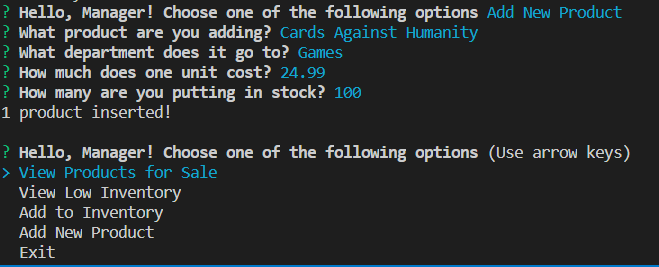 ? Hello, Manager! Choose one of the following options Add New Product
? What product are you adding? Cards Against Humanity
? What department does it go to? Games
? How much does one unit cost? 24.99
? How many are you putting in stock? 100
1 product inserted!
? Hello, Manager! Choose one of the following options (Use arrow keys)
> View Products for Sale
View Low Inventory
Add to Inventory
Add New Product
Exit